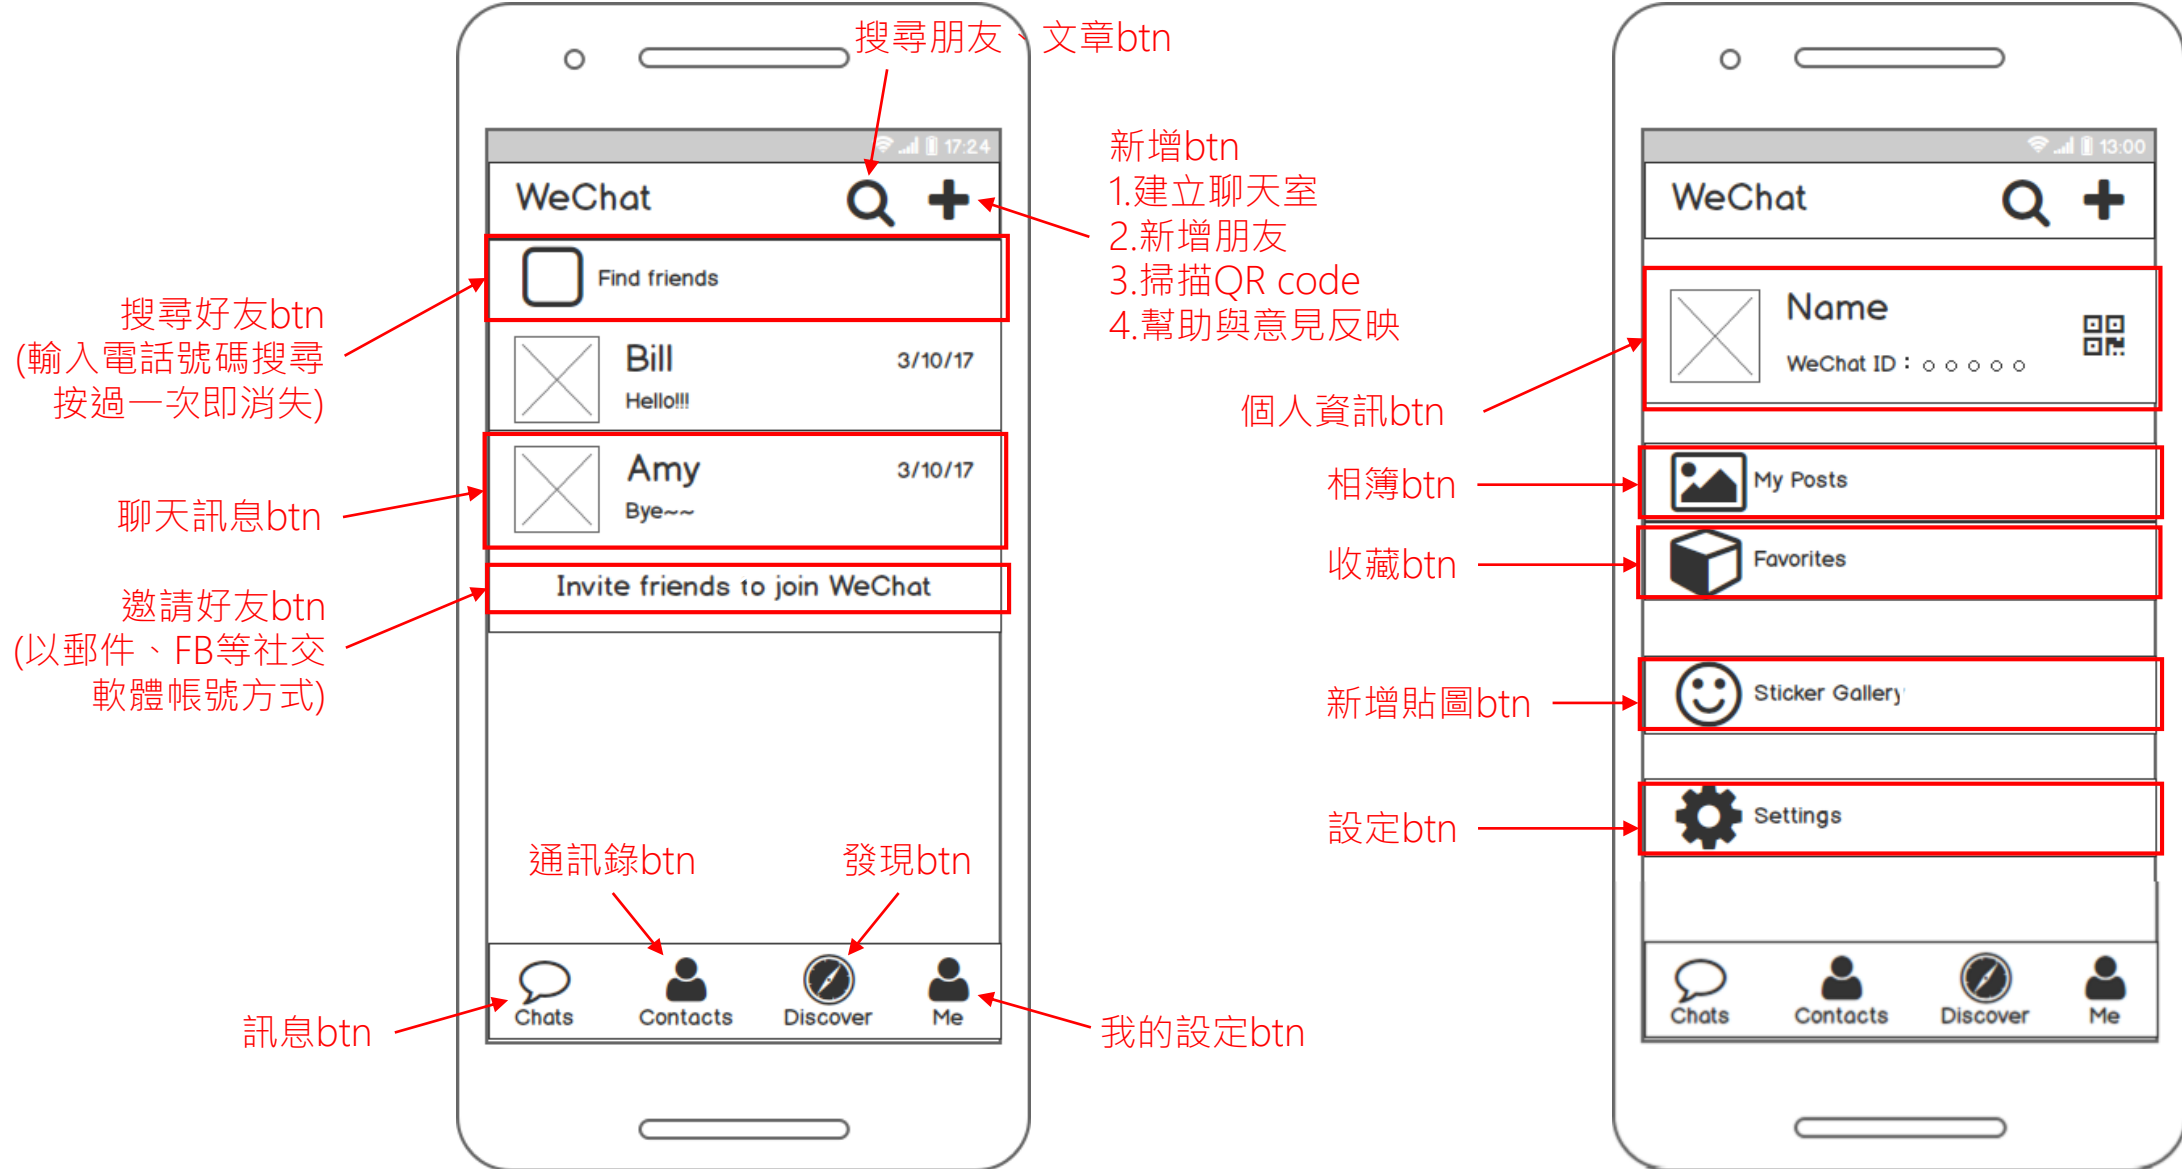 搜尋朋友、文章btn
17:24
WeChat
新增btn
1.建立聊天室
2.新增朋友
3.掃描QR code
4.幫助與意見反映
Find friends
搜尋好友btn
(輸入電話號碼搜尋
按過一次即消失)
Bill
3/10/17
Hello!!!
Amy
3/10/17
Bye~~
聊天訊息btn
Invite friends to join WeChat
邀請好友btn
(以郵件、FB等社交
軟體帳號方式)
通訊錄btn
發現btn
Chats
Contacts
Discover
Me
訊息btn
我的設定btn
13:00
WeChat
Name
WeChat ID：○ ○ ○ ○ ○
個人資訊btn
相簿btn
My Posts
收藏btn
Favorites
新增貼圖btn
Sticker Gallery
設定btn
Settings
Chats
Contacts
Discover
Me